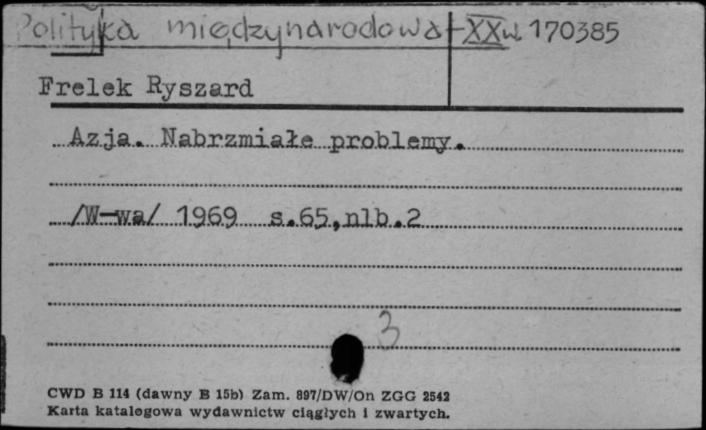 Polityka międzynarodowa - XX w. 170385
Frelek Ryszard
Azja. Nabrzmiałe problemy.
/W-wa/ 1969 s.65,nlb.2
3
CWD B 114 (dawny B 15b) Zam. 897/DW/On ZGG 2542
Karta katalogowa wydawnictw ciągłych i zwartych.